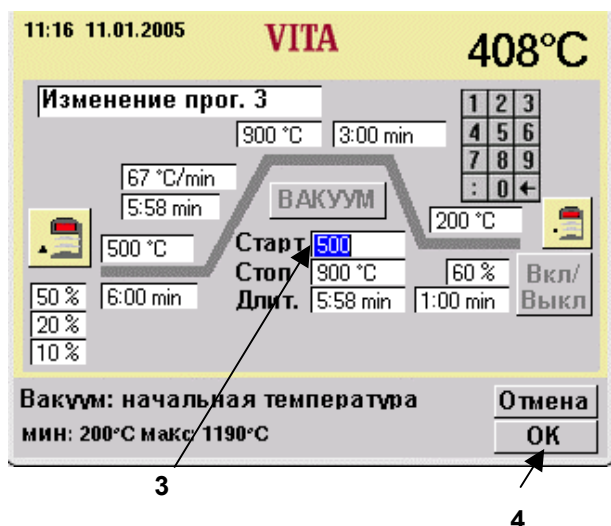 11:16 11.01.2005 VITA 408°C
Изменение прог. 3
1 2 3
900 °C 3:00 min 4 5 6
7 8 9
67 °C/min : 0 ←
5:58 min ВАКУУМ 200 °C
500 °C Старт 500
Стоп 900 °C 60 % Вкл/
50 % 6:00 min Длит. 5:58 min 1:00 min Выкл
20 %
10 %
Вакуум: начальная температура Отмена
мин: 200°C макс: 1190°C OK
3
4